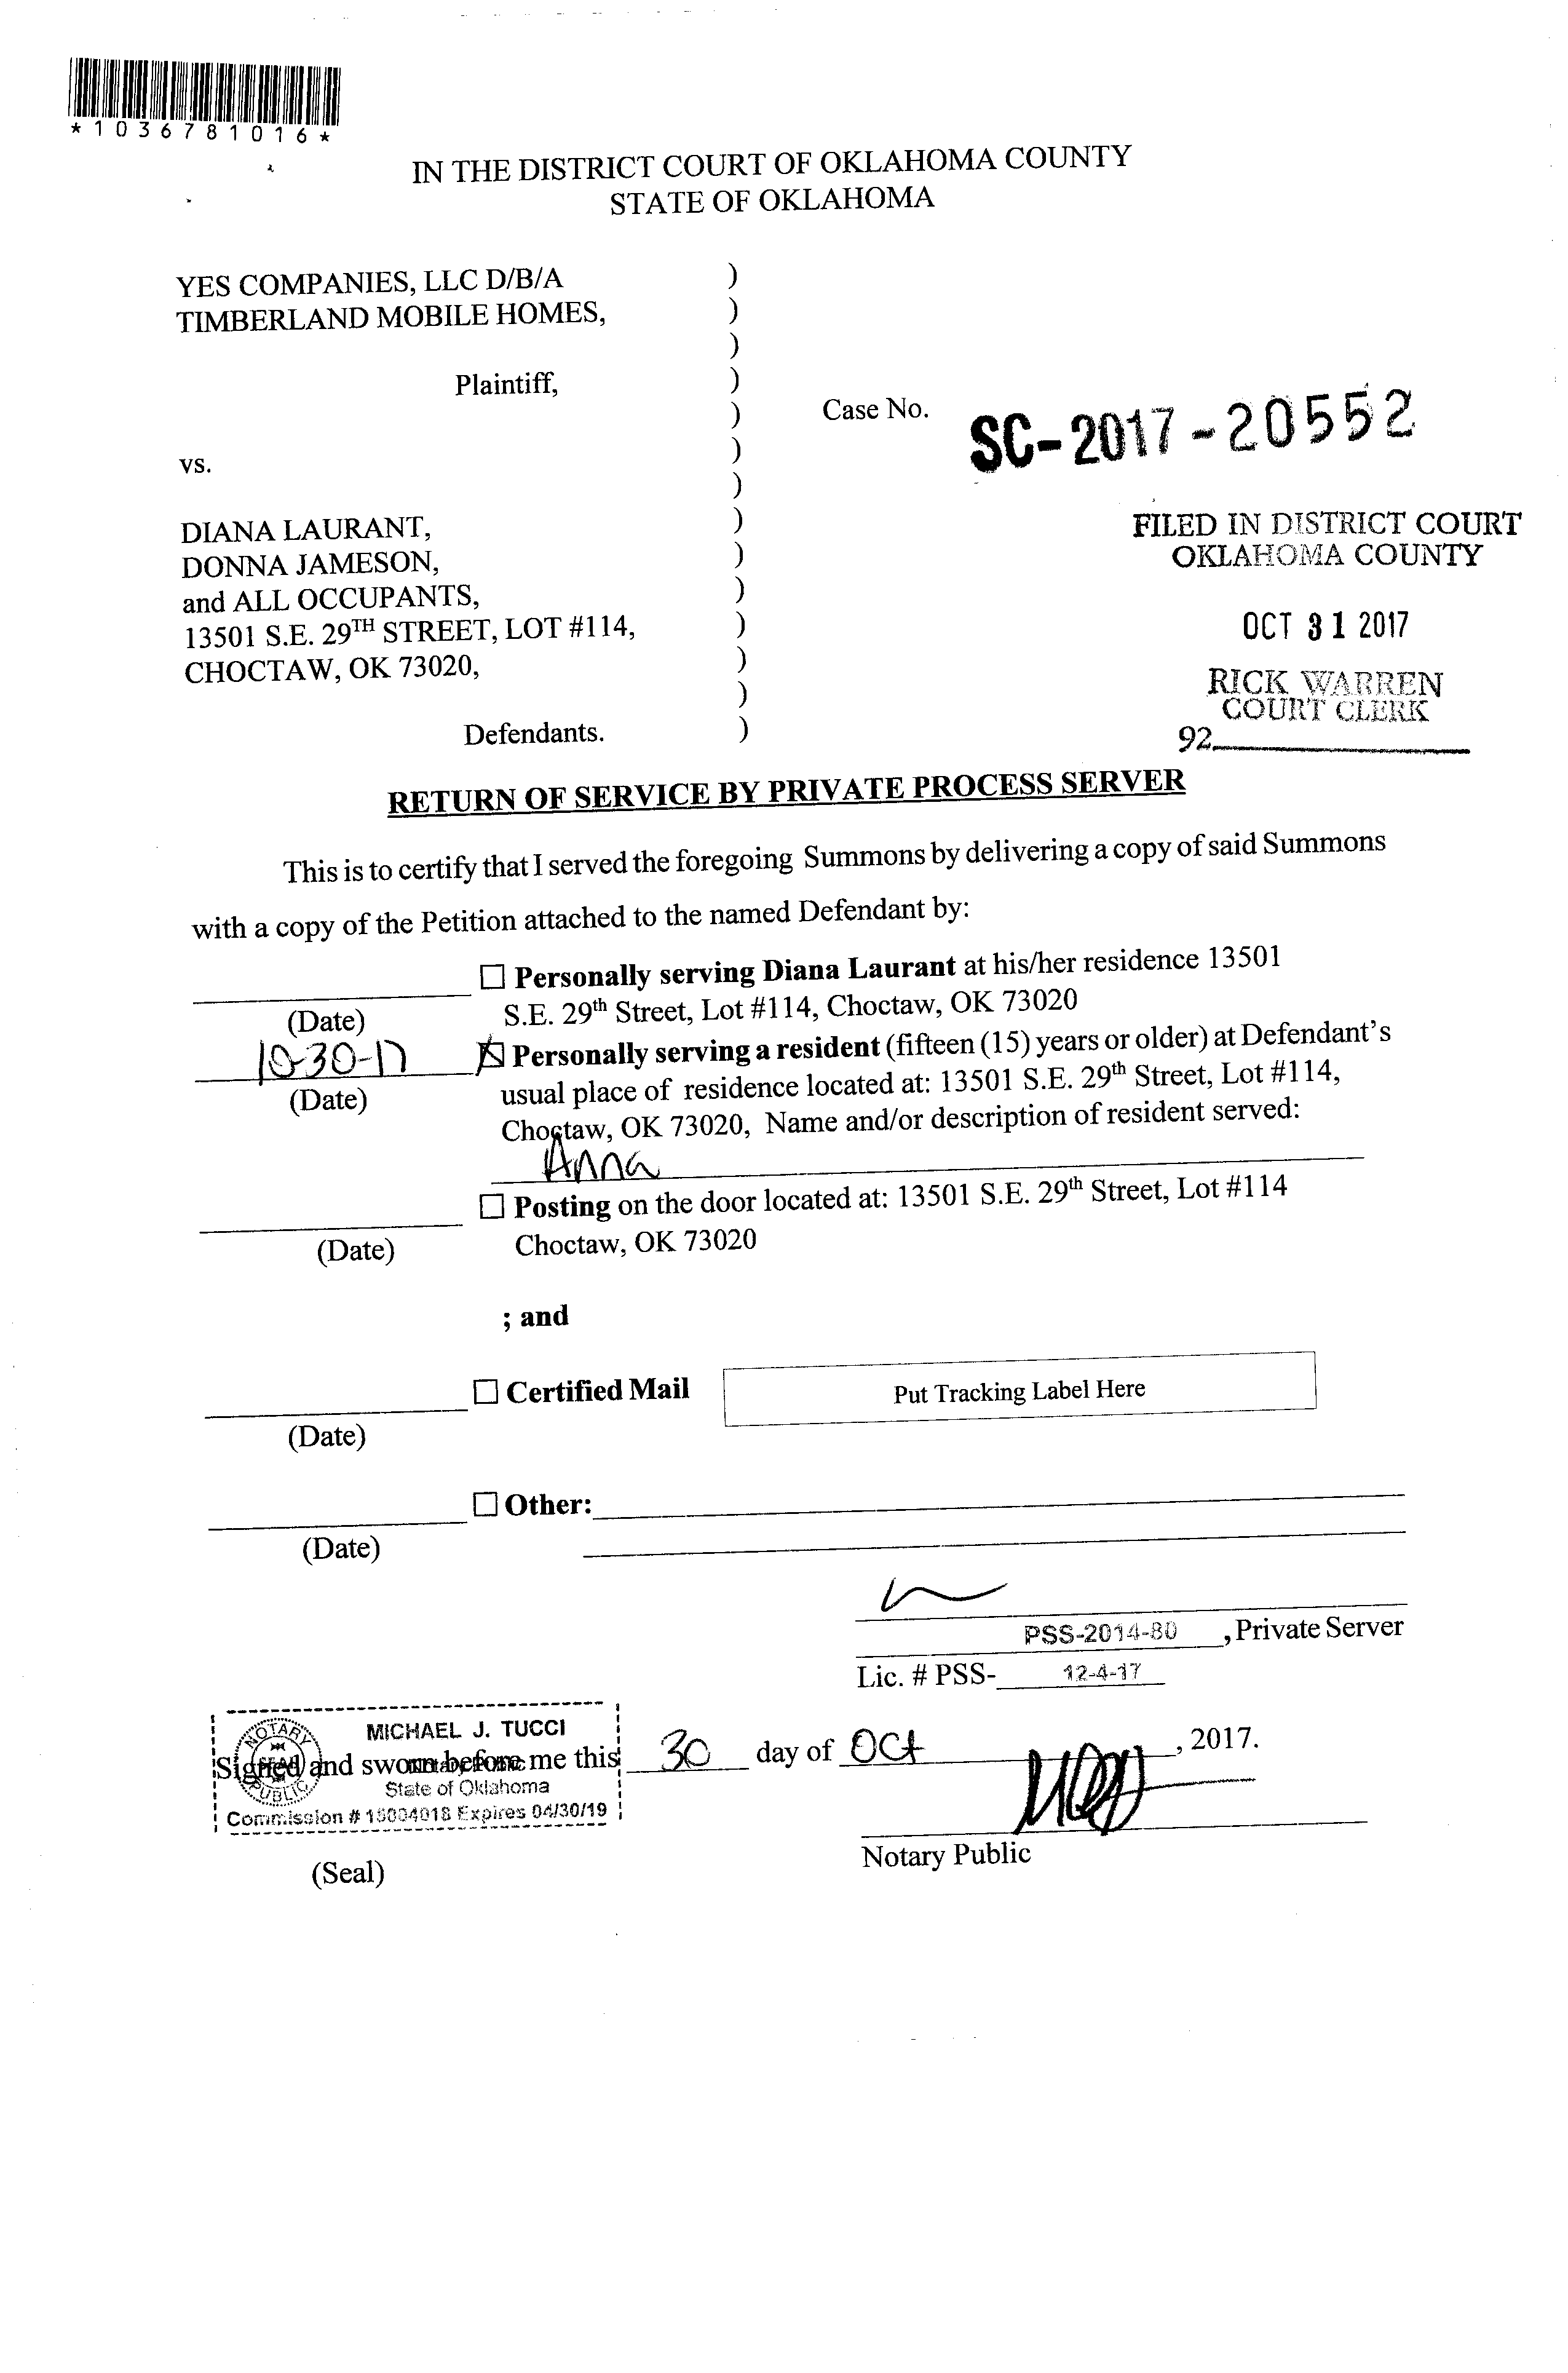 *1036781016*
IN THE DISTRICT COURT OF OKLAHOMA COUNTY
STATE OF OKLAHOMA
YES COMPANIES, LLC D/B/A )
TIMBERLAND MOBILE HOMES, )
)
Plaintiff, )
) Case No. SC-2017-20552
vs. )
)
DIANA LAURANT, ) FILED IN DISTRICT COURT
DONNA JAMESON, ) OKLAHOMA COUNTY
and ALL OCCUPANTS, )
13501 S.E. 29TH STREET, LOT #114, ) OCT 31 2017
CHOCTAW, OK 73020, )
) RICK WARREN
COURT CLERK
Defendants. ) 92
RETURN OF SERVICE BY PRIVATE PROCESS SERVER
This is to certify that I served the foregoing Summons by delivering a copy of said Summons
with a copy of the Petition attached to the named Defendant by:
☐ Personally serving Diana Laurant at his/her residence 13501
(Date) S.E. 29th Street, Lot #114, Choctaw, OK 73020
10-30-17 ☒ Personally serving a resident (fifteen (15) years or older) at Defendant's
(Date) usual place of residence located at: 13501 S.E. 29th Street, Lot #114,
Choctaw, OK 73020, Name and/or description of resident served:
Anna
☐ Posting on the door located at: 13501 S.E. 29th Street, Lot #114
(Date) Choctaw, OK 73020
; and
☐ Certified Mail Put Tracking Label Here
(Date)
☐ Other:
(Date)
PSS-2014-80, Private Server
Lic. # PSS- 12-4-17
MICHAEL J. TUCCI
Signed and sworn before me this 30 day of Oct, 2017.
NOTARY PUBLIC
SEAL
Notary Public
State of Oklahoma
Commission # 15004018 Expires 04/30/19
Notary Public
(Seal)